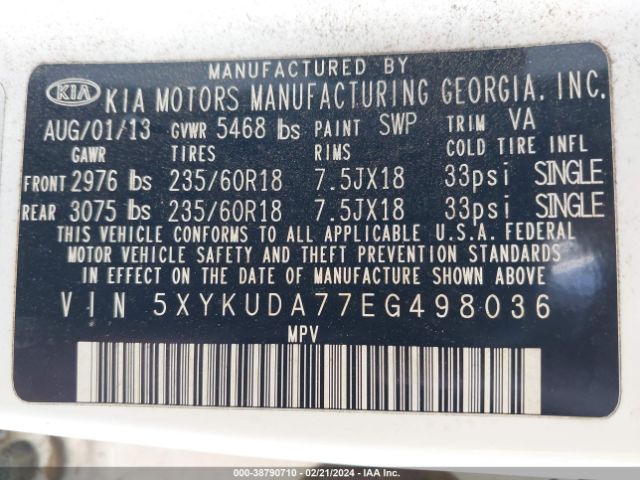 MANUFACTURED BY
KIA KIA MOTORS MANUFACTURING GEORGIA, INC.
AUG/01/13 GVWR 5468 lbs PAINT SWP TRIM VA
GAWR TIRES RIMS COLD TIRE INFL
FRONT 2976 lbs 235/60R18 7.5JX18 33psi SINGLE
REAR 3075 lbs 235/60R18 7.5JX18 33psi SINGLE
THIS VEHICLE CONFORMS TO ALL APPLICABLE U.S.A. FEDERAL
MOTOR VEHICLE SAFETY AND THEFT PREVENTION STANDARDS
IN EFFECT ON THE DATE OF MANUFACTURE SHOWN ABOVE
VIN 5XYKUDA77EG498036
MPV
000-38790710 - 02/21/2024 - IAA Inc.